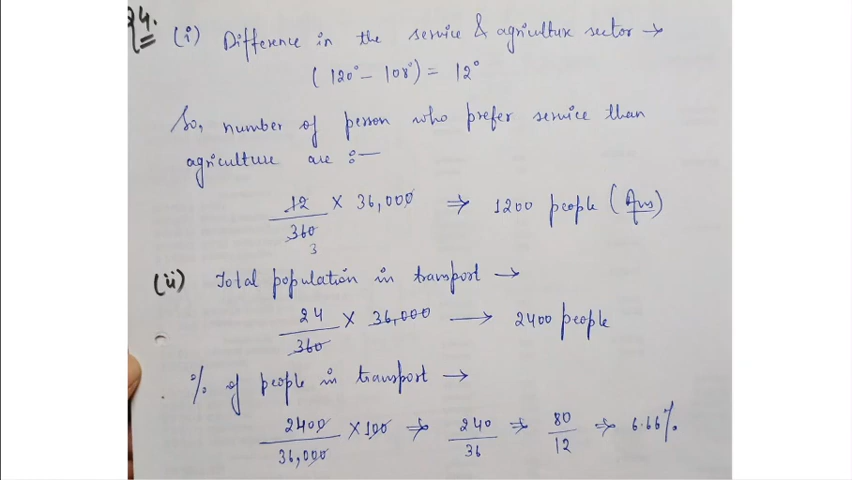 Q4.
(i) Difference in the service & agriculture sector →
(120° - 108°) = 12°
So, number of person who prefer service than
agriculture are :—
12/360 × 36,000 ⇒ 1200 people (Ans)
3
(ii) Total population in transport →
24/360 × 36,000 → 2400 people
% of people in transport →
2400/36,000 × 100 ⇒ 240/36 ⇒ 80/12 ⇒ 6.66%